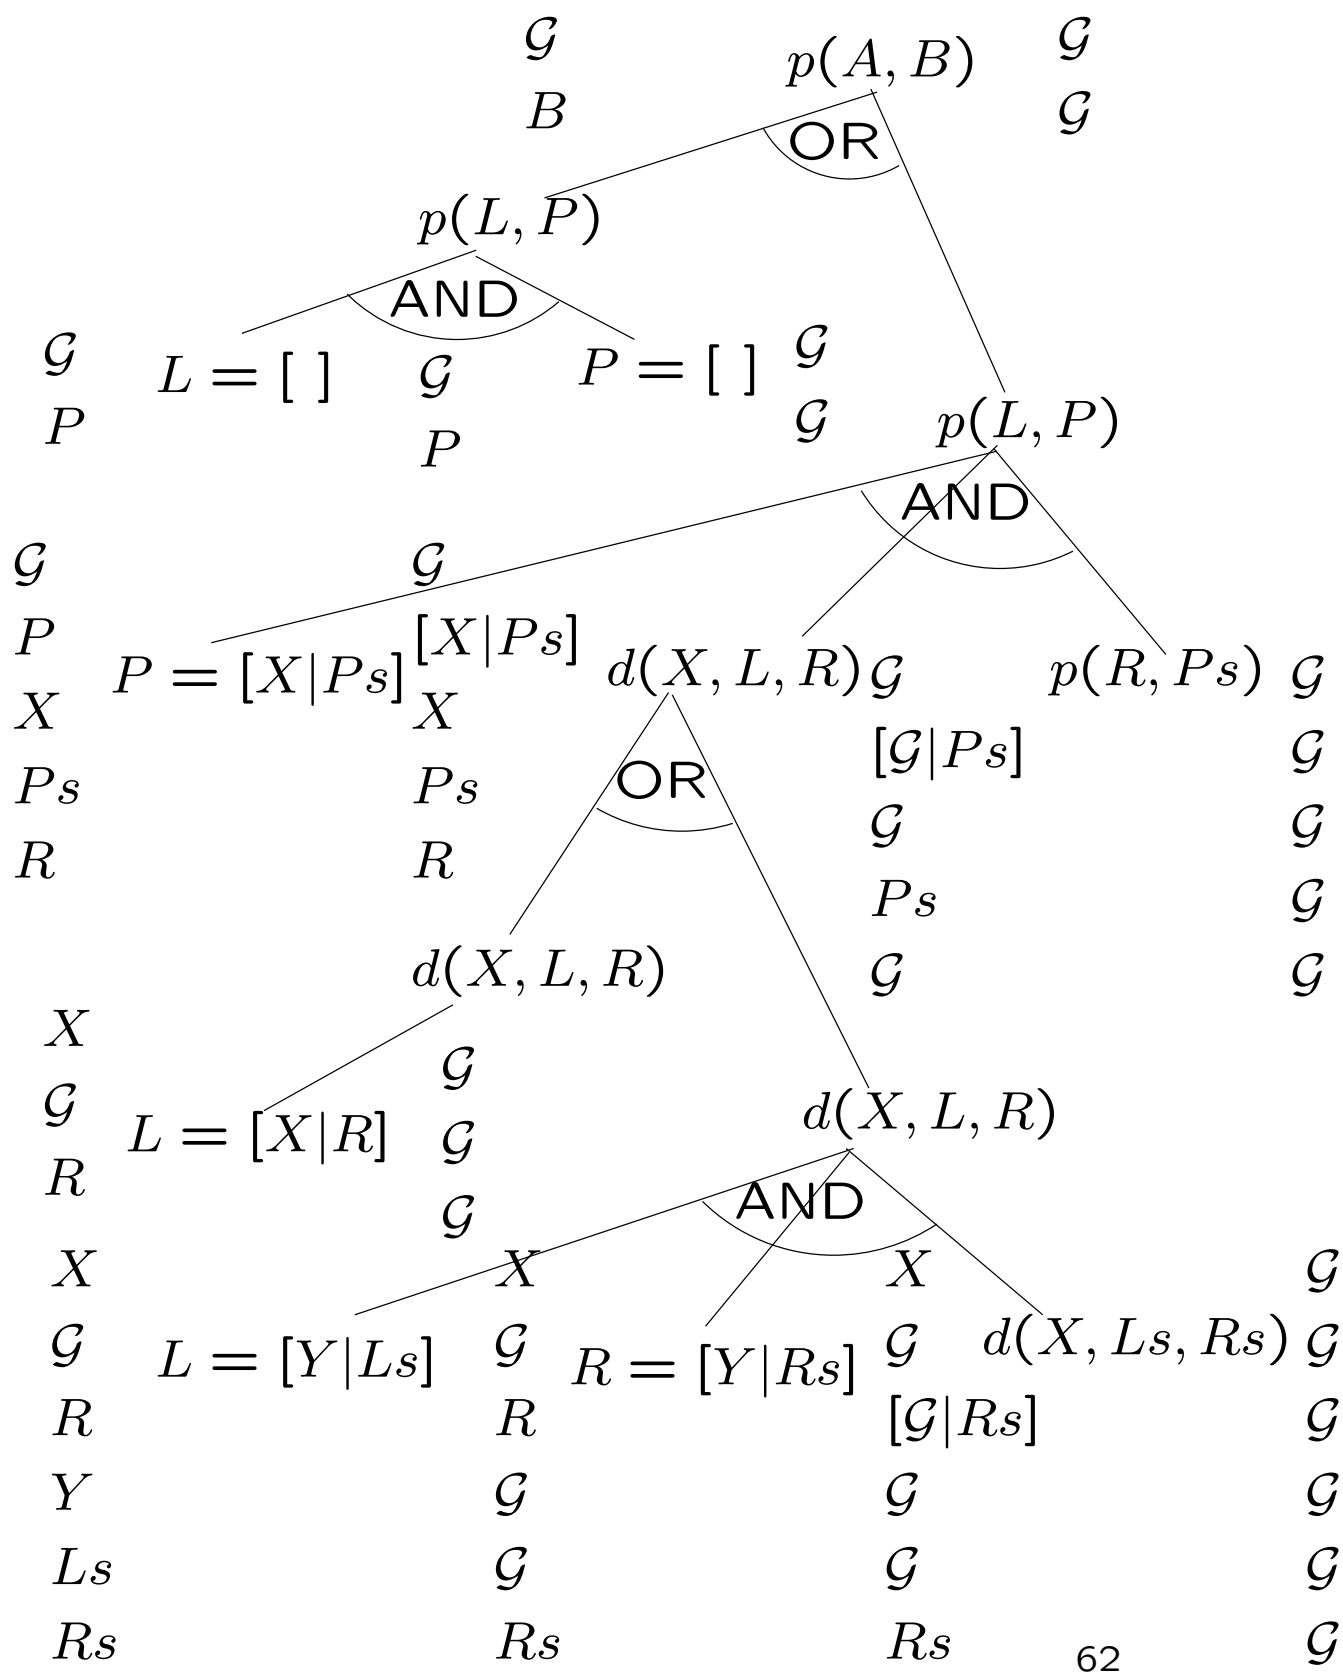 𝒢 p(A, B) 𝒢
B 𝒢
OR
p(L, P)
AND
𝒢 L = [ ] 𝒢 P = [ ] 𝒢
P P 𝒢 p(L, P)
AND
𝒢 𝒢
P P = [X|Ps] [X|Ps] d(X, L, R) 𝒢 p(R, Ps) 𝒢
X X [𝒢|Ps] 𝒢
Ps Ps OR 𝒢 𝒢
R R Ps 𝒢
d(X, L, R) 𝒢 𝒢
X 𝒢
𝒢 L = [X|R] 𝒢 d(X, L, R)
R 𝒢
AND
X X X 𝒢
𝒢 L = [Y|Ls] 𝒢 R = [Y|Rs] 𝒢 d(X, Ls, Rs) 𝒢
R R [𝒢|Rs] 𝒢
Y 𝒢 𝒢 𝒢
Ls 𝒢 𝒢 𝒢
Rs Rs Rs 𝒢
62